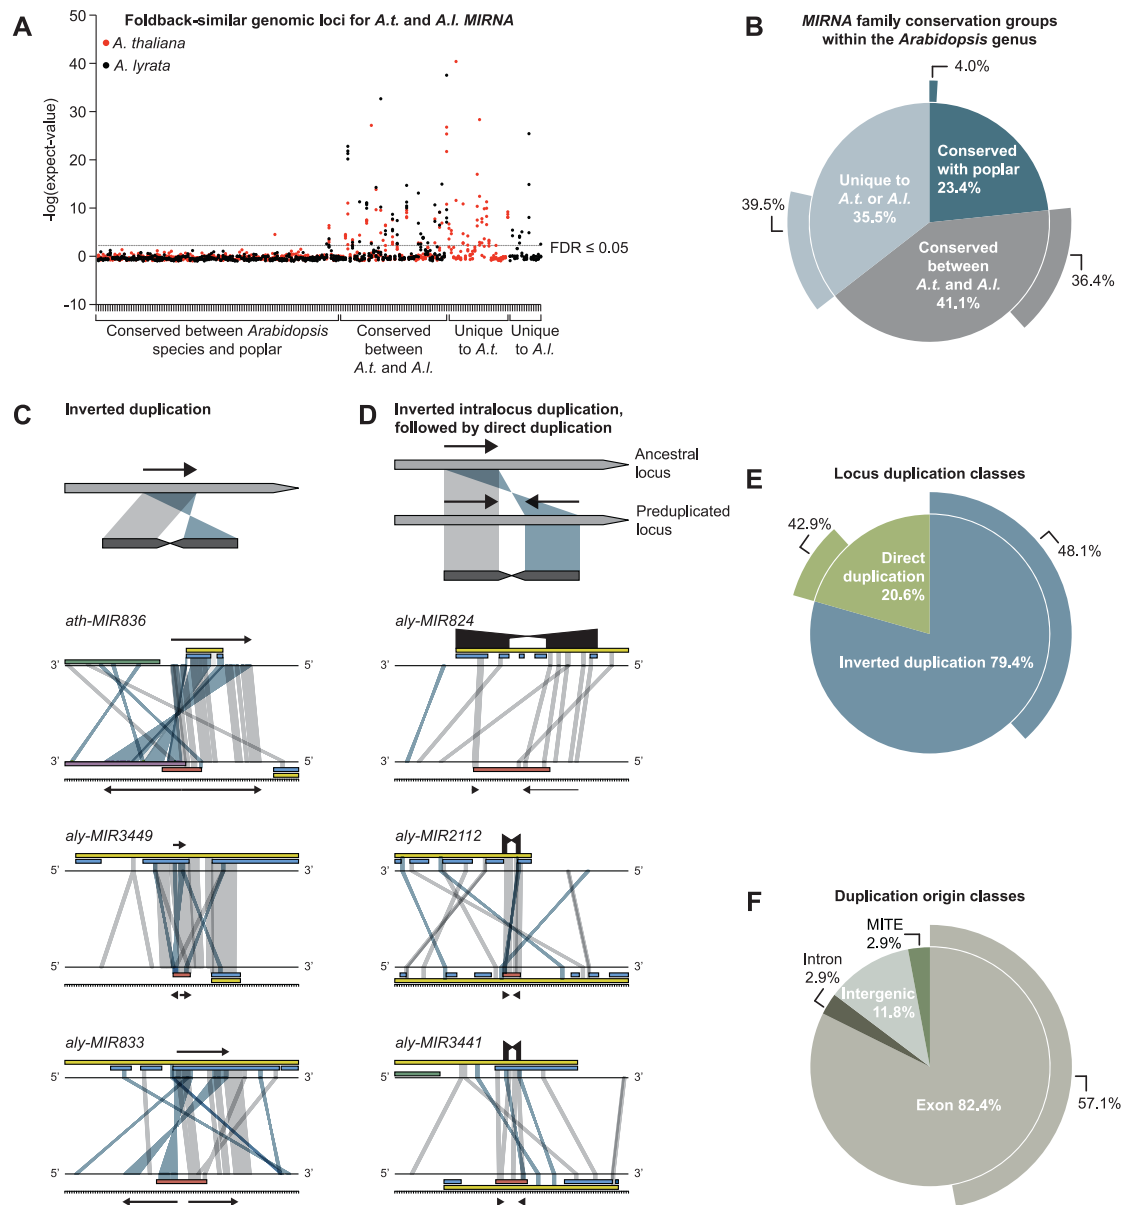 A
Foldback-similar genomic loci for A.t. and A.l. MIRNA
A. thaliana
A. lyrata
-log(expect-value)
50
40
30
20
10
0
-10
FDR ≤ 0.05
Conserved between Arabidopsis
species and poplar
Conserved
between
A.t. and A.l.
Unique
to A.t.
Unique
to A.l.
B
MIRNA family conservation groups
within the Arabidopsis genus
4.0%
Conserved
with poplar
23.4%
Unique to
A.t. or A.l.
35.5%
39.5%
Conserved
between
A.t. and A.l.
41.1%
36.4%
C
Inverted duplication
ath-MIR836
3'
5'
3'
5'
aly-MIR3449
5'
3'
5'
3'
aly-MIR833
5'
3'
5'
3'
D
Inverted intralocus duplication,
followed by direct duplication
Ancestral
locus
Preduplicated
locus
aly-MIR824
3'
5'
3'
5'
aly-MIR2112
5'
3'
5'
3'
aly-MIR3441
5'
3'
5'
3'
E
Locus duplication classes
42.9%
48.1%
Direct
duplication
20.6%
Inverted duplication 79.4%
F
Duplication origin classes
MITE
2.9%
Intron
2.9%
Intergenic
11.8%
Exon 82.4%
57.1%